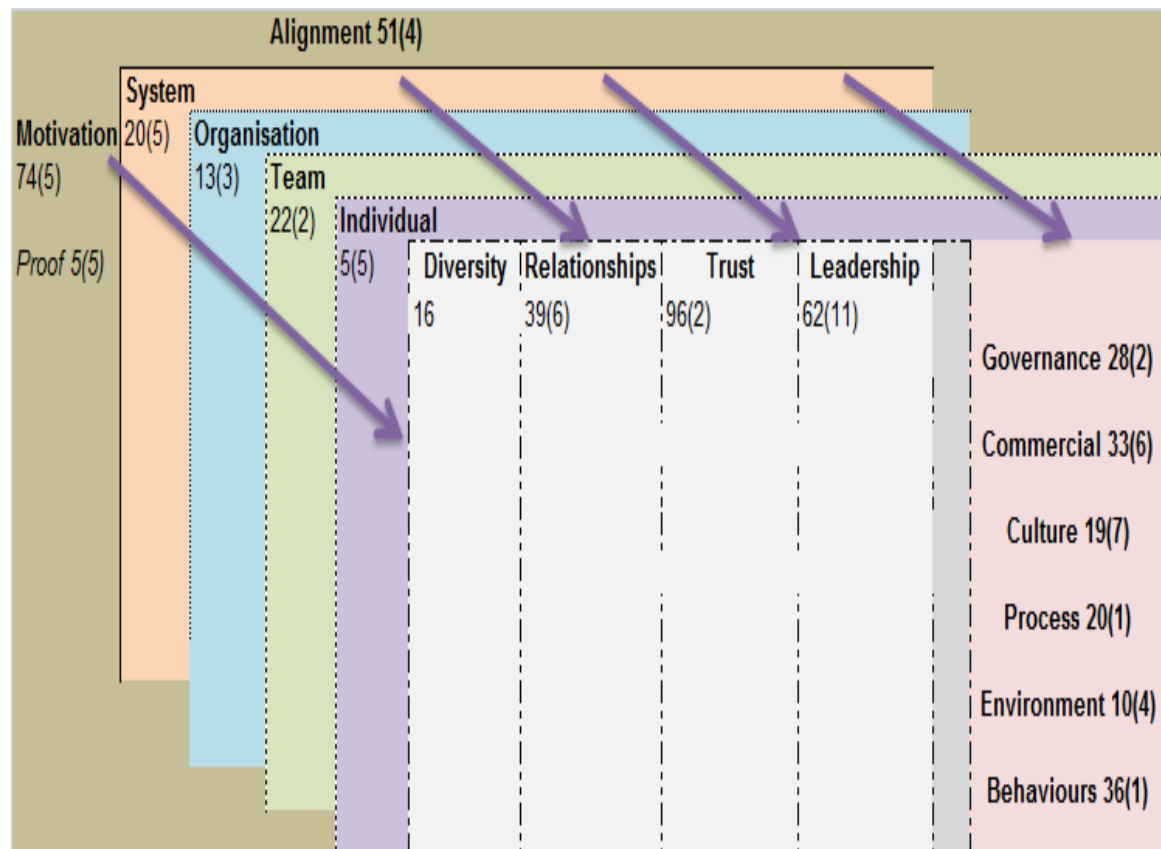 Alignment 51(4)
System
Motivation 20(5) Organisation
74(5) 13(3) Team
22(2) Individual
Proof 5(5) 5(5) Diversity Relationships Trust Leadership
16 39(6) 96(2) 62(11)
Governance 28(2)
Commercial 33(6)
Culture 19(7)
Process 20(1)
Environment 10(4)
Behaviours 36(1)